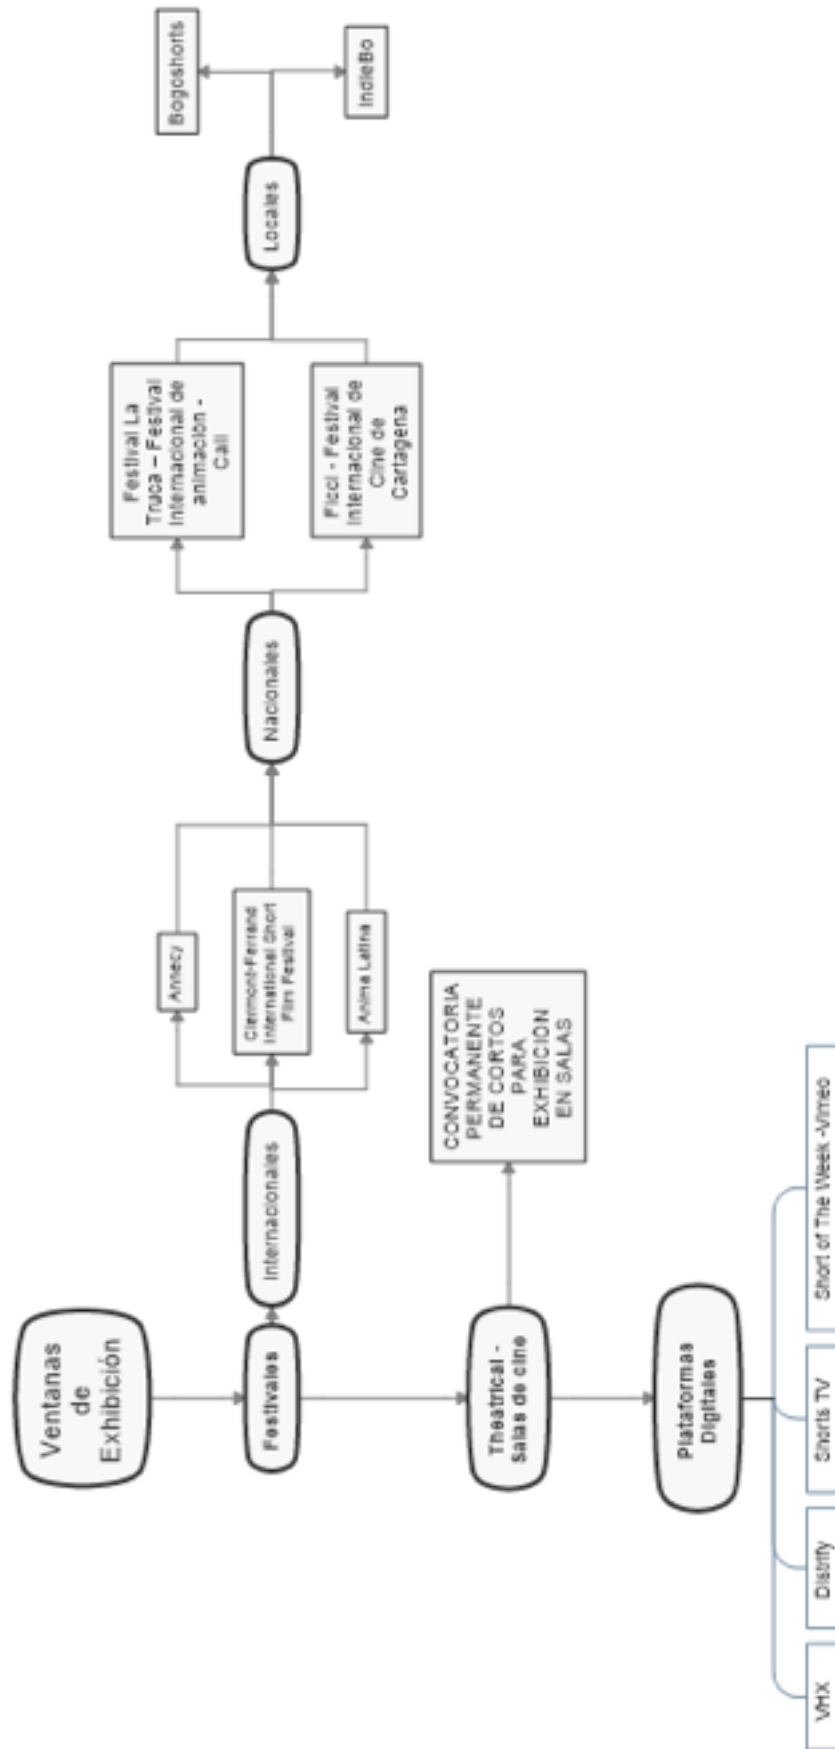 Ventanas
de
Exhibición
Festivales
Internacionales
Annecy
Clermont-Ferrand
International Short
Film Festival
Anima Latina
Nacionales
Festival La
Truca – Festival
Internacional de
animación -
Cali
Ficci - Festival
Internacional de
Cine de
Cartagena
Locales
Bogoshorts
IndieBo
Theatrical -
Salas de cine
CONVOCATORIA
PERMANENTE
DE CORTOS
PARA
EXHIBICION
EN SALAS
Plataformas
Digitales
VHX
Distrify
Shorts TV
Short of The Week -Vimeo